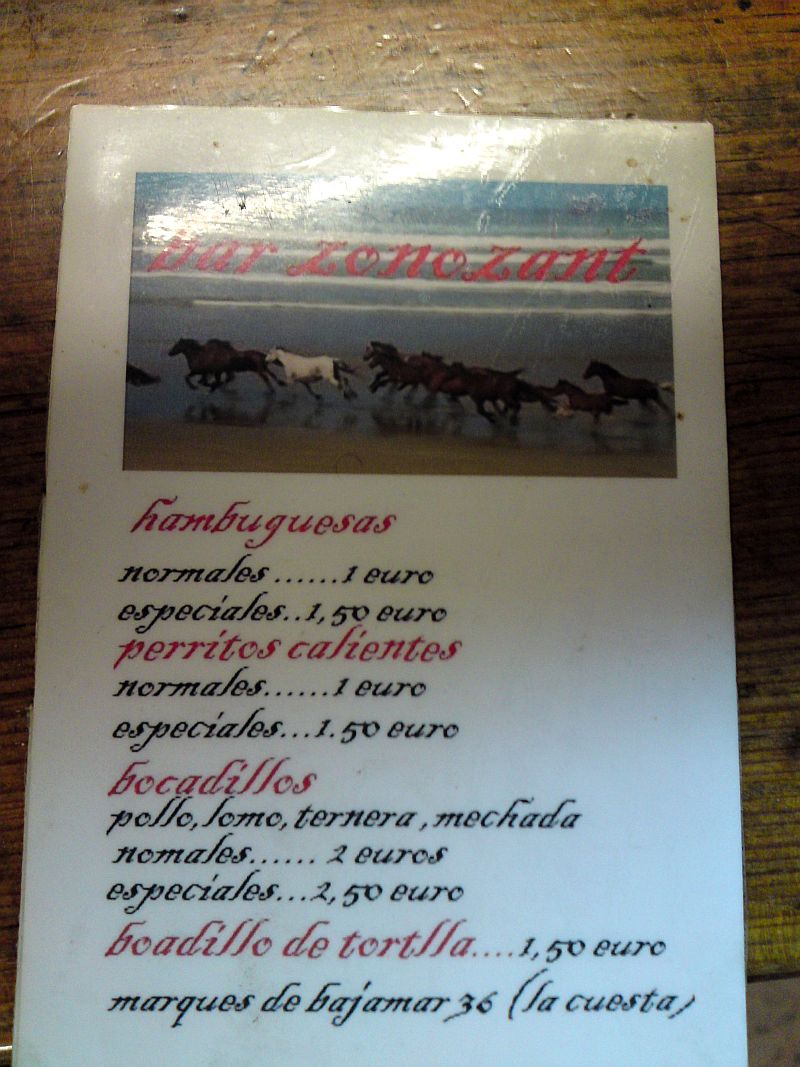 bar zonozant
hambuguesas
normales ......1 euro
especiales..1,50 euro
perritos calientes
normales......1 euro
especiales...1.50 euro
bocadillos
pollo, lomo, ternera , mechada
nomales...... 2 euros
especiales...2,50 euro
boadillo de tortlla....1,50 euro
marques de bajamar 36 (la cuesta)